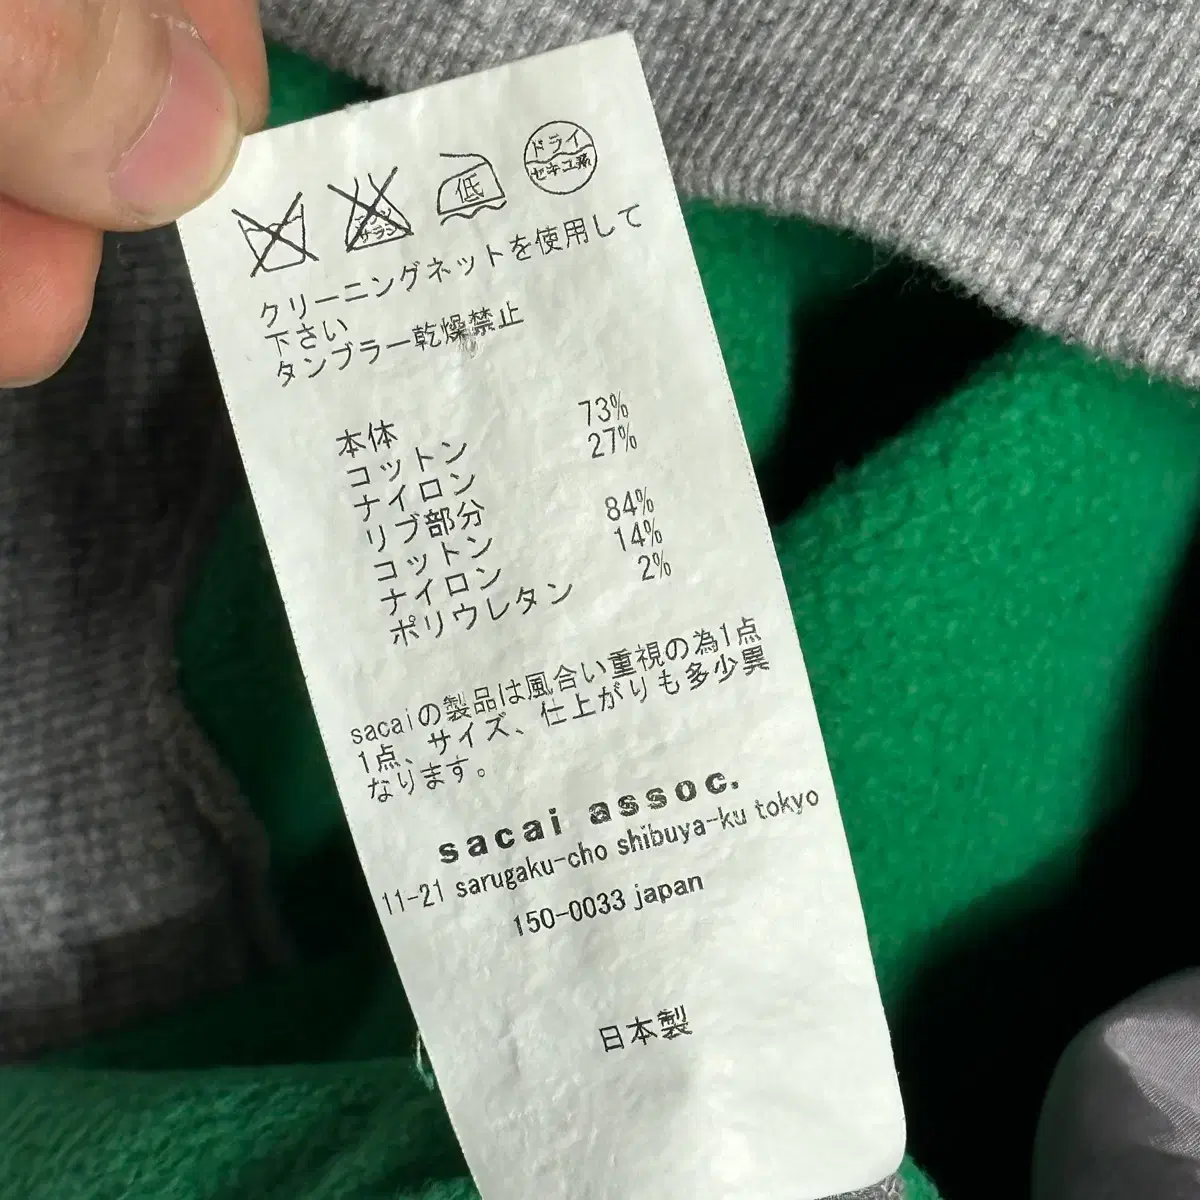 エンソ
サラシ
低
ドライ
セキユ系
クリーニングネットを使用して
下さい
タンブラー乾燥禁止
本体
コットン 73%
ナイロン 27%
リブ部分
コットン 84%
ナイロン 14%
ポリウレタン 2%
sacaiの製品は風合い重視の為1点
1点、サイズ、仕上がりも多少異
なります。
sacai assoc.
11-21 sarugaku-cho shibuya-ku tokyo
150-0033 japan
日本製